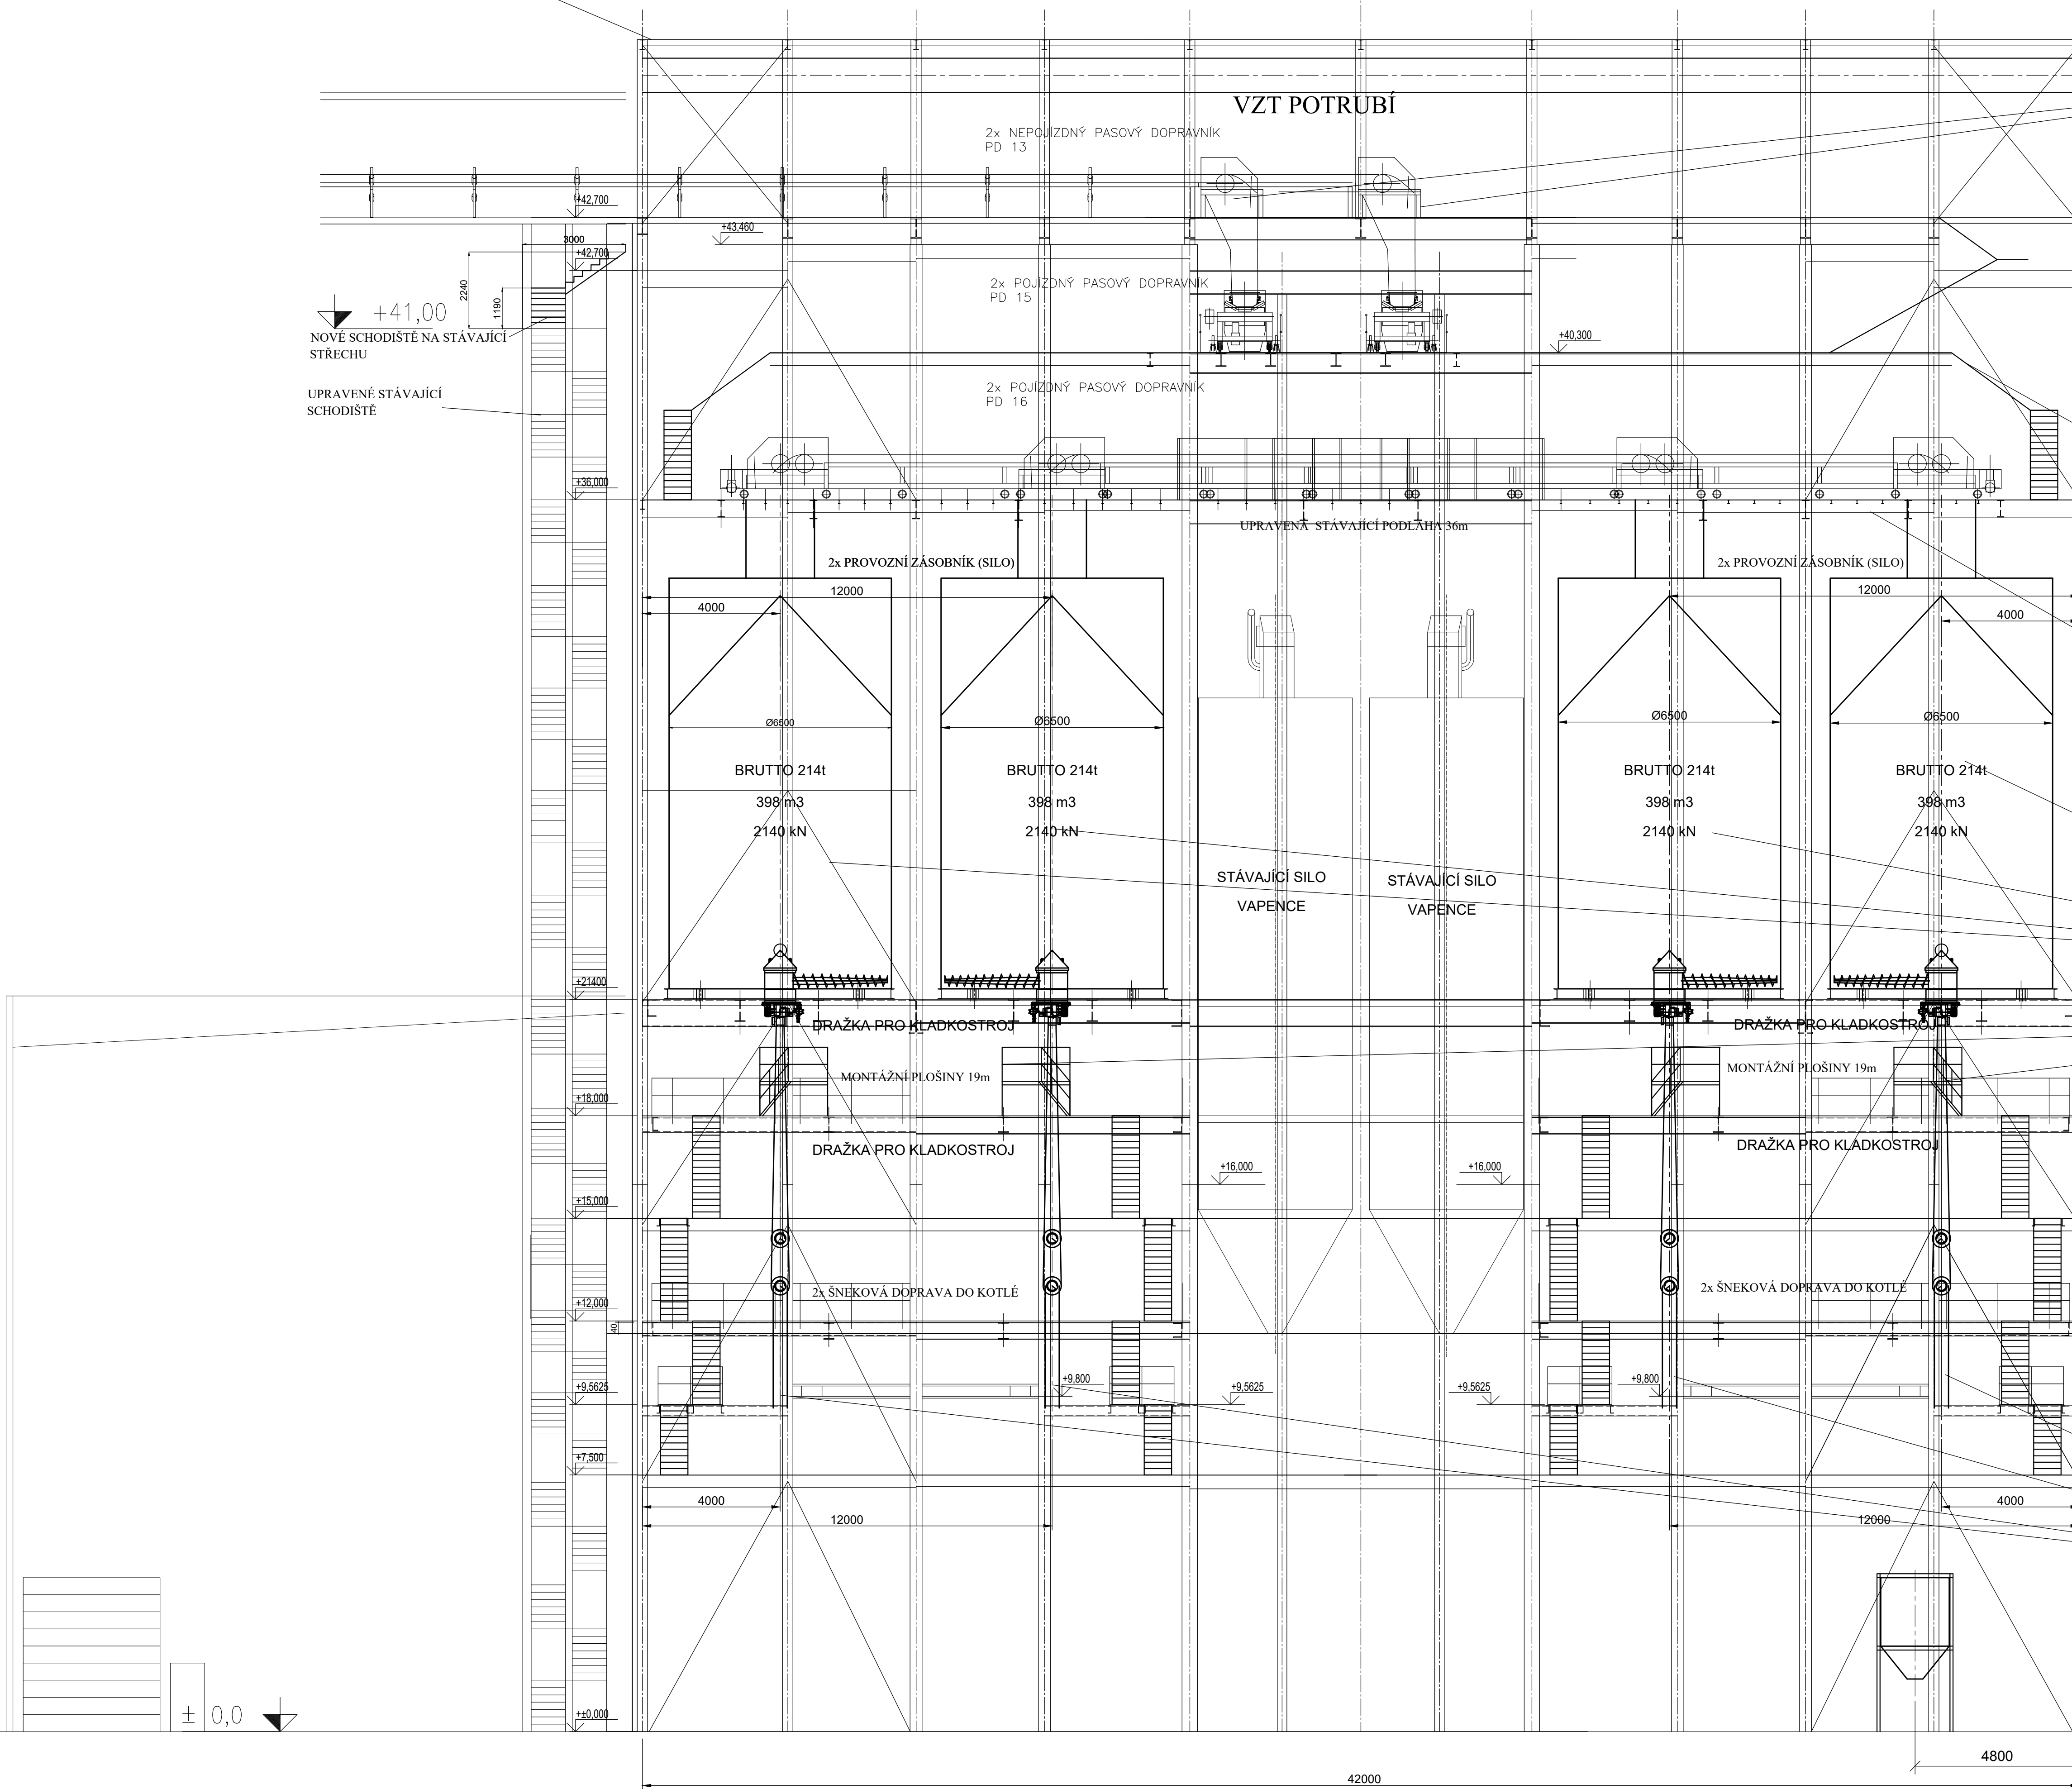 VZT POTRUBÍ
2x NEPOJÍZDNÝ PASOVÝ DOPRAVNÍK
PD 13
+42,700
+43,460
3000
+42,700
2240
1190
2x POJÍZDNÝ PASOVÝ DOPRAVNÍK
PD 15
+41,00
NOVÉ SCHODIŠTĚ NA STÁVAJÍCÍ
STŘECHU
+40,300
UPRAVENÉ STÁVAJÍCÍ
SCHODIŠTĚ
2x POJÍZDNÝ PASOVÝ DOPRAVNÍK
PD 16
+36,000
UPRAVENÁ STÁVAJÍCÍ PODLAHA 36m
2x PROVOZNÍ ZÁSOBNÍK (SILO)
2x PROVOZNÍ ZÁSOBNÍK (SILO)
12000
12000
4000
4000
Ø6500
Ø6500
Ø6500
Ø6500
BRUTTO 214t
398 m3
2140 kN
BRUTTO 214t
398 m3
2140 kN
BRUTTO 214t
398 m3
2140 kN
BRUTTO 214t
398 m3
2140 kN
STÁVAJÍCÍ SILO
VAPENCE
STÁVAJÍCÍ SILO
VAPENCE
+21400
DRAŽKA PRO KLADKOSTROJ
DRAŽKA PRO KLADKOSTROJ
MONTÁŽNÍ PLOŠINY 19m
MONTÁŽNÍ PLOŠINY 19m
+18,000
DRAŽKA PRO KLADKOSTROJ
DRAŽKA PRO KLADKOSTROJ
+16,000
+16,000
+15,000
2x ŠNEKOVÁ DOPRAVA DO KOTLÉ
2x ŠNEKOVÁ DOPRAVA DO KOTLÉ
+12,000
40
+9,5625
+9,800
+9,5625
+9,5625
+9,800
+7,500
4000
4000
12000
12000
± 0,0
+±0,000
4800
42000